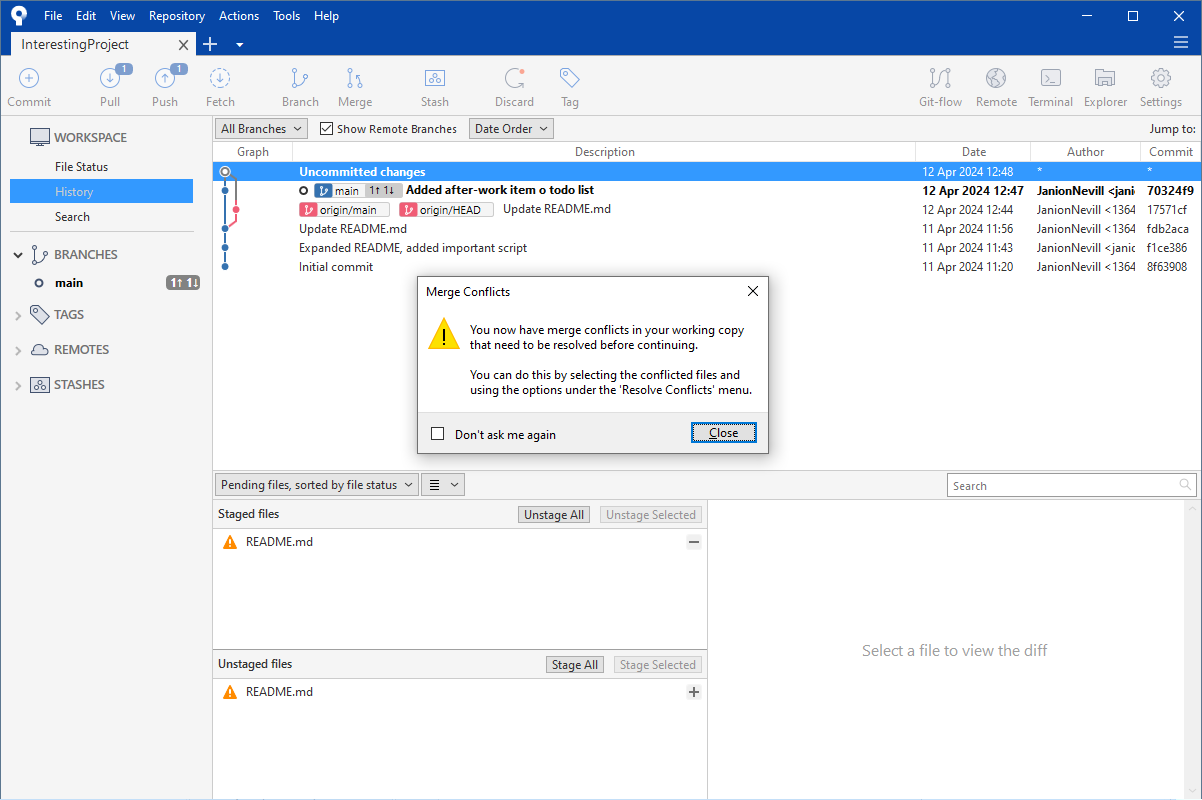 File Edit View Repository Actions Tools Help
InterestingProject
1 1
Commit Pull Push Fetch Branch Merge Stash Discard Tag Git-flow Remote Terminal Explorer Settings
WORKSPACE
File Status
History
Search
BRANCHES
main 1↑ 1↓
TAGS
REMOTES
STASHES
All Branches Show Remote Branches Date Order Jump to:
Graph Description Date Author Commit
Uncommitted changes 12 Apr 2024 12:48 * *
main 1↑ 1↓ Added after-work item o todo list 12 Apr 2024 12:47 JanionNevill <janic 70324f9
origin/main origin/HEAD Update README.md 12 Apr 2024 12:44 JanionNevill <1364 17571cf
Update README.md 11 Apr 2024 11:56 JanionNevill <1364 fdb2aca
Expanded README, added important script 11 Apr 2024 11:43 JanionNevill <janic f1ce386
Initial commit 11 Apr 2024 11:20 JanionNevill <1364 8f63908
Merge Conflicts
You now have merge conflicts in your working copy
that need to be resolved before continuing.
You can do this by selecting the conflicted files and
using the options under the 'Resolve Conflicts' menu.
Don't ask me again Close
Pending files, sorted by file status Search
Staged files Unstage All Unstage Selected
README.md
Unstaged files Stage All Stage Selected
README.md
Select a file to view the diff